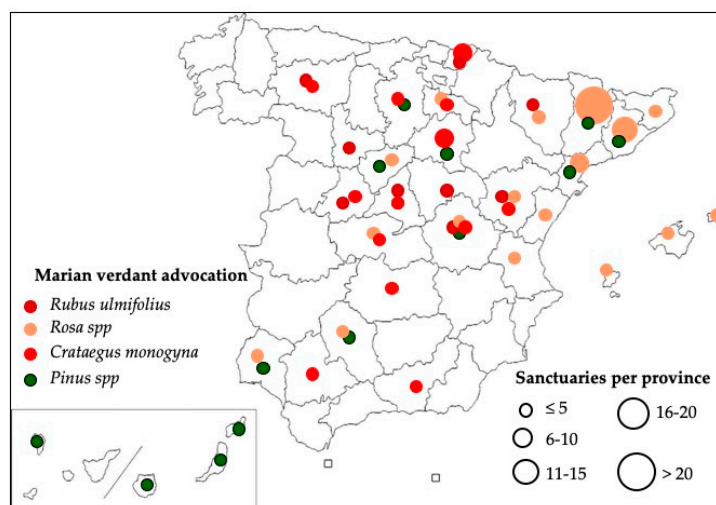 Marian verdant advocation
Rubus ulmifolius
Rosa spp
Crataegus monogyna
Pinus spp
Sanctuaries per province
≤ 5
6-10
11-15
16-20
> 20